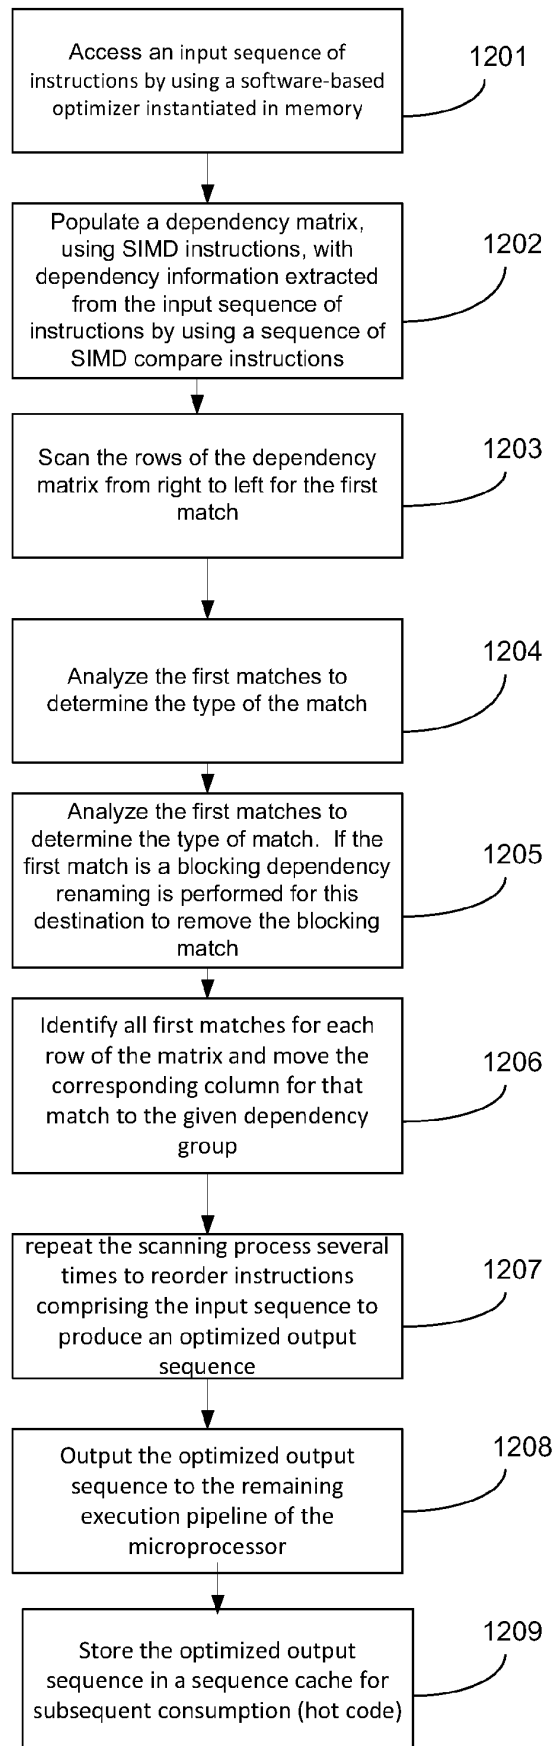 Access an input sequence of
instructions by using a software-based
optimizer instantiated in memory
1201
Populate a dependency matrix,
using SIMD instructions, with
dependency information extracted
from the input sequence of
instructions by using a sequence of
SIMD compare instructions
1202
Scan the rows of the dependency
matrix from right to left for the first
match
1203
Analyze the first matches to
determine the type of the match
1204
Analyze the first matches to
determine the type of match. If the
first match is a blocking dependency
renaming is performed for this
destination to remove the blocking
match
1205
Identify all first matches for each
row of the matrix and move the
corresponding column for that
match to the given dependency
group
1206
repeat the scanning process several
times to reorder instructions
comprising the input sequence to
produce an optimized output
sequence
1207
Output the optimized output
sequence to the remaining
execution pipeline of the
microprocessor
1208
Store the optimized output
sequence in a sequence cache for
subsequent consumption (hot code)
1209